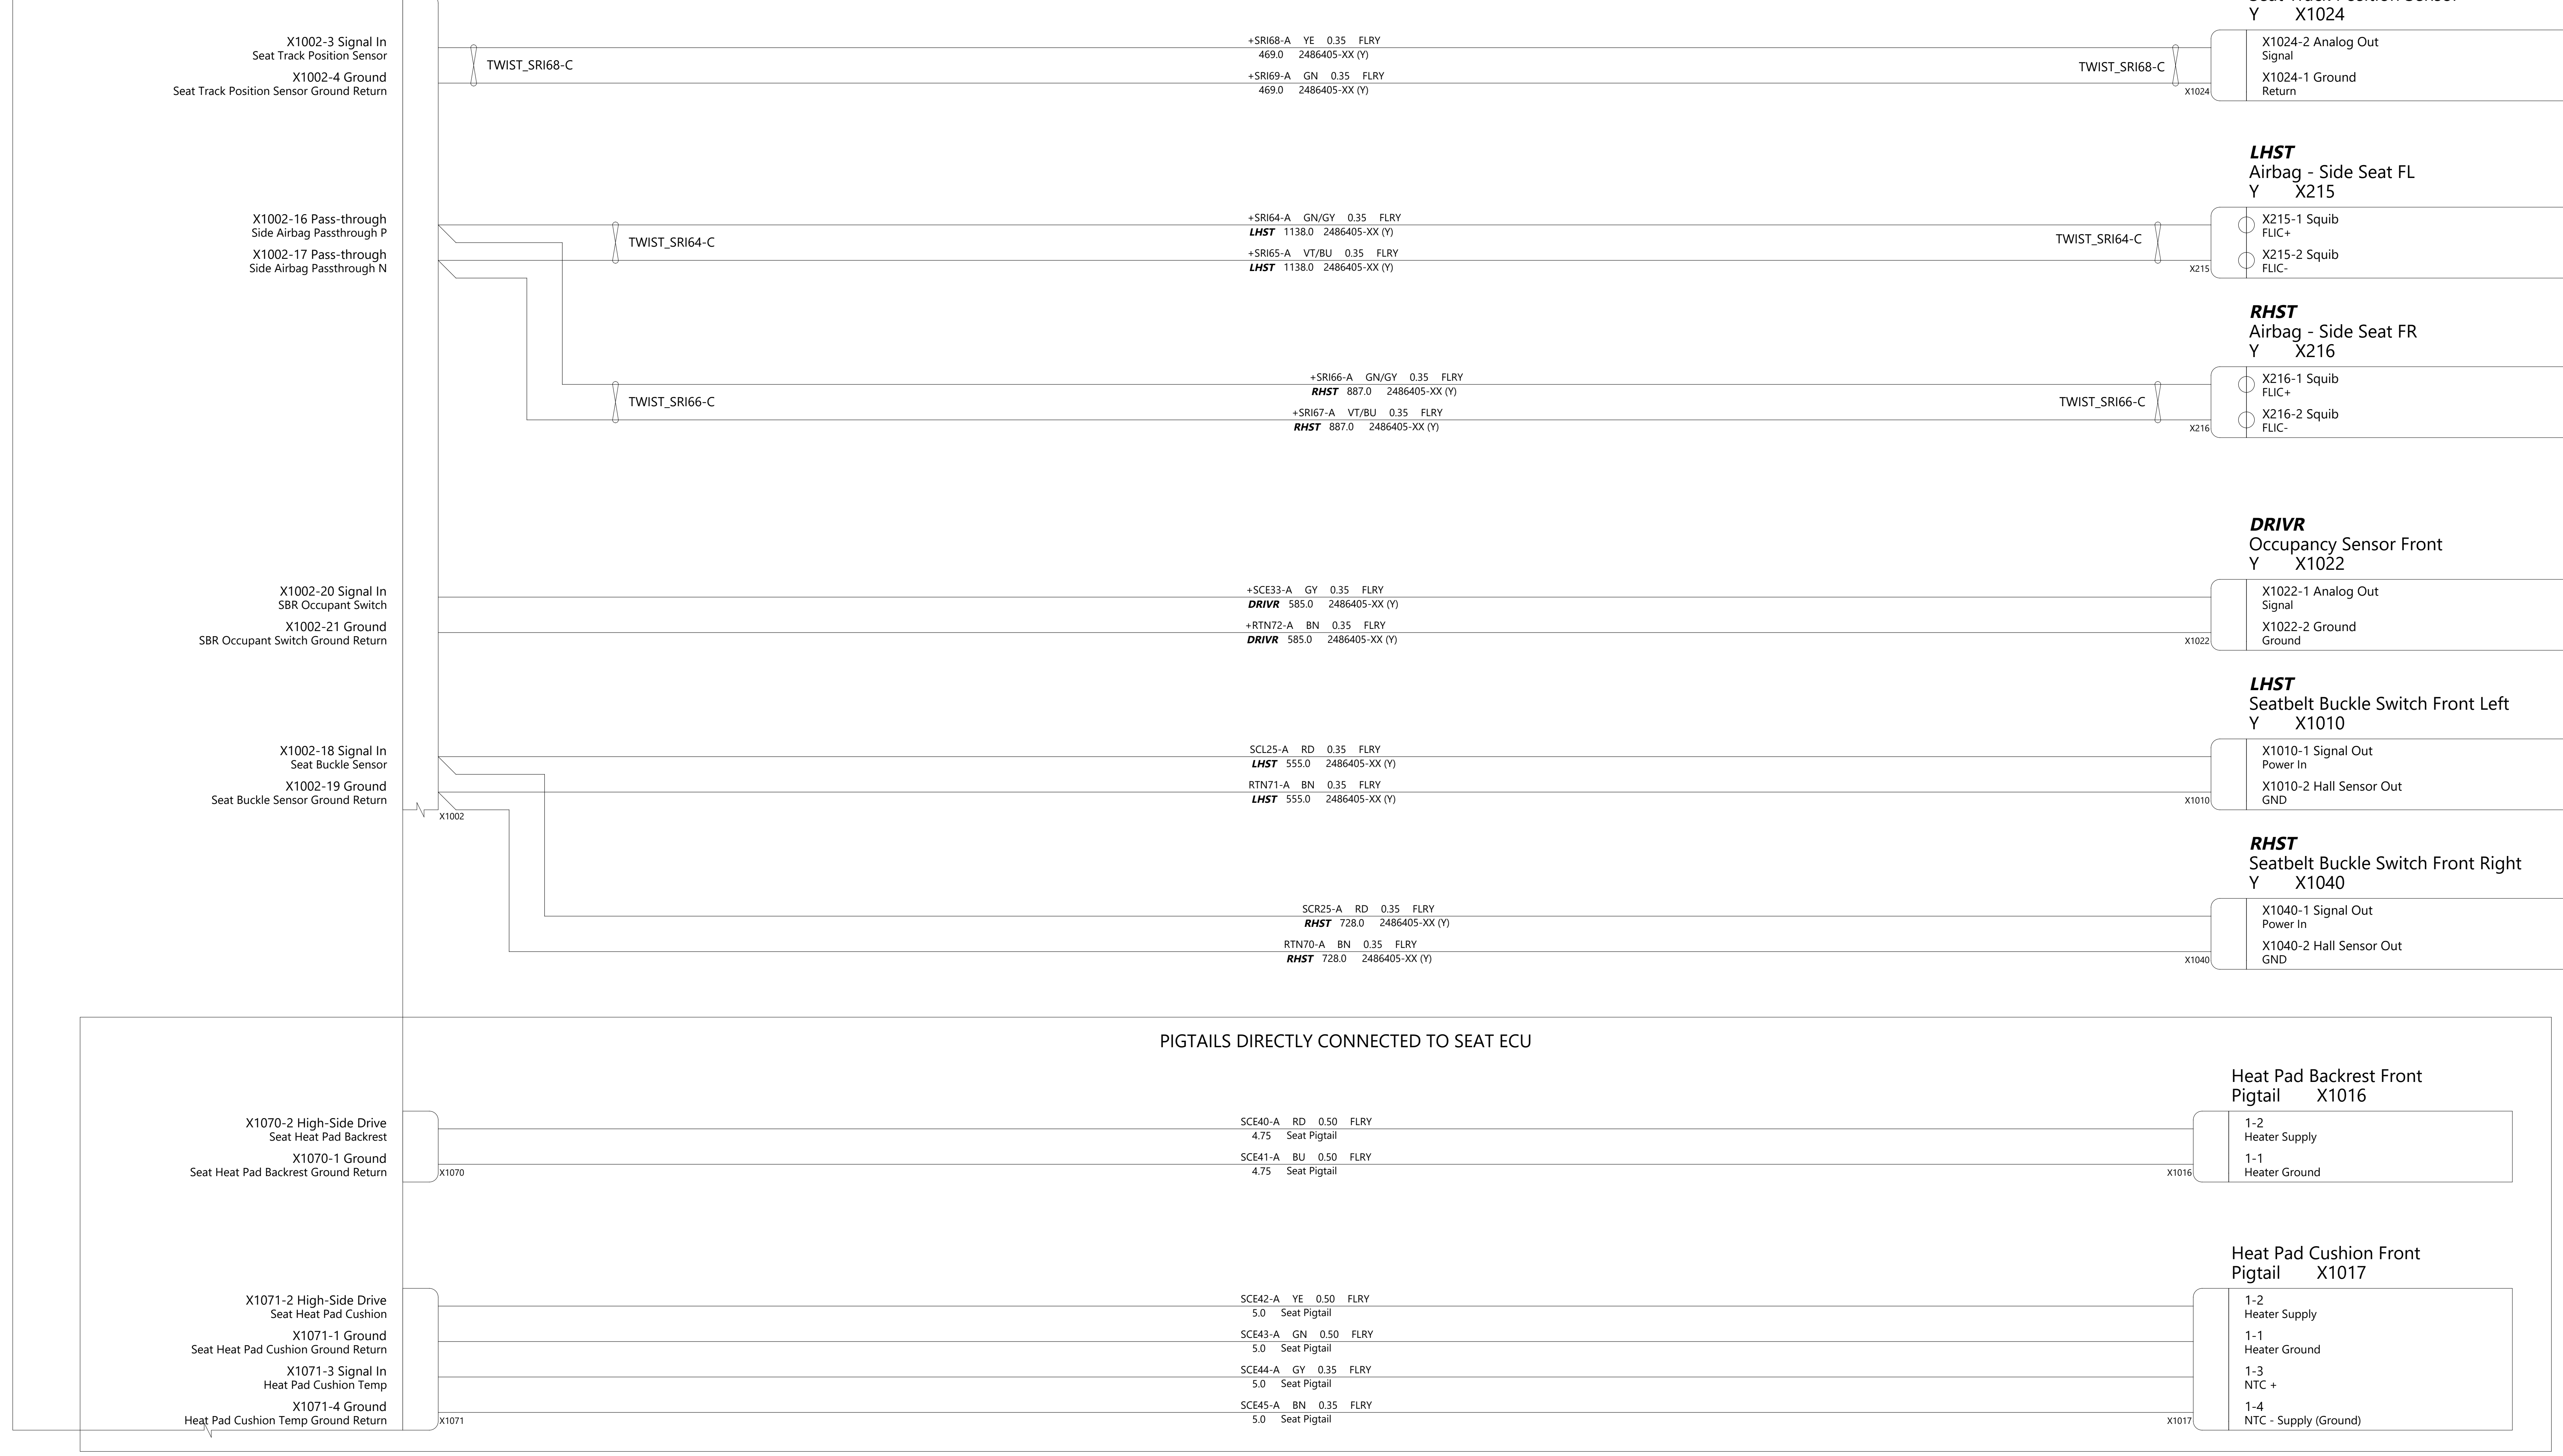 Y X1024
X1002-3 Signal In
Seat Track Position Sensor
X1002-4 Ground
Seat Track Position Sensor Ground Return
TWIST_SRI68-C
+SRI68-A YE 0.35 FLRY
469.0 2486405-XX (Y)
+SRI69-A GN 0.35 FLRY
469.0 2486405-XX (Y)
TWIST_SRI68-C
X1024
X1024-2 Analog Out
Signal
X1024-1 Ground
Return
LHST
Airbag - Side Seat FL
Y X215
X1002-16 Pass-through
Side Airbag Passthrough P
X1002-17 Pass-through
Side Airbag Passthrough N
TWIST_SRI64-C
+SRI64-A GN/GY 0.35 FLRY
LHST 1138.0 2486405-XX (Y)
+SRI65-A VT/BU 0.35 FLRY
LHST 1138.0 2486405-XX (Y)
TWIST_SRI64-C
X215
X215-1 Squib
FLIC+
X215-2 Squib
FLIC-
RHST
Airbag - Side Seat FR
Y X216
TWIST_SRI66-C
+SRI66-A GN/GY 0.35 FLRY
RHST 887.0 2486405-XX (Y)
+SRI67-A VT/BU 0.35 FLRY
RHST 887.0 2486405-XX (Y)
TWIST_SRI66-C
X216
X216-1 Squib
FLIC+
X216-2 Squib
FLIC-
DRIVR
Occupancy Sensor Front
Y X1022
X1002-20 Signal In
SBR Occupant Switch
X1002-21 Ground
SBR Occupant Switch Ground Return
+SCE33-A GY 0.35 FLRY
DRIVR 585.0 2486405-XX (Y)
+RTN72-A BN 0.35 FLRY
DRIVR 585.0 2486405-XX (Y)
X1022
X1022-1 Analog Out
Signal
X1022-2 Ground
Ground
LHST
Seatbelt Buckle Switch Front Left
Y X1010
X1002-18 Signal In
Seat Buckle Sensor
X1002-19 Ground
Seat Buckle Sensor Ground Return
X1002
SCL25-A RD 0.35 FLRY
LHST 555.0 2486405-XX (Y)
RTN71-A BN 0.35 FLRY
LHST 555.0 2486405-XX (Y)
X1010
X1010-1 Signal Out
Power In
X1010-2 Hall Sensor Out
GND
RHST
Seatbelt Buckle Switch Front Right
Y X1040
SCR25-A RD 0.35 FLRY
RHST 728.0 2486405-XX (Y)
RTN70-A BN 0.35 FLRY
RHST 728.0 2486405-XX (Y)
X1040
X1040-1 Signal Out
Power In
X1040-2 Hall Sensor Out
GND
PIGTAILS DIRECTLY CONNECTED TO SEAT ECU
Heat Pad Backrest Front
Pigtail X1016
X1070-2 High-Side Drive
Seat Heat Pad Backrest
X1070-1 Ground
Seat Heat Pad Backrest Ground Return
X1070
SCE40-A RD 0.50 FLRY
4.75 Seat Pigtail
SCE41-A BU 0.50 FLRY
4.75 Seat Pigtail
X1016
1-2
Heater Supply
1-1
Heater Ground
Heat Pad Cushion Front
Pigtail X1017
X1071-2 High-Side Drive
Seat Heat Pad Cushion
X1071-1 Ground
Seat Heat Pad Cushion Ground Return
X1071-3 Signal In
Heat Pad Cushion Temp
X1071-4 Ground
Heat Pad Cushion Temp Ground Return
X1071
SCE42-A YE 0.50 FLRY
5.0 Seat Pigtail
SCE43-A GN 0.50 FLRY
5.0 Seat Pigtail
SCE44-A GY 0.35 FLRY
5.0 Seat Pigtail
SCE45-A BN 0.35 FLRY
5.0 Seat Pigtail
X1017
1-2
Heater Supply
1-1
Heater Ground
1-3
NTC +
1-4
NTC - Supply (Ground)